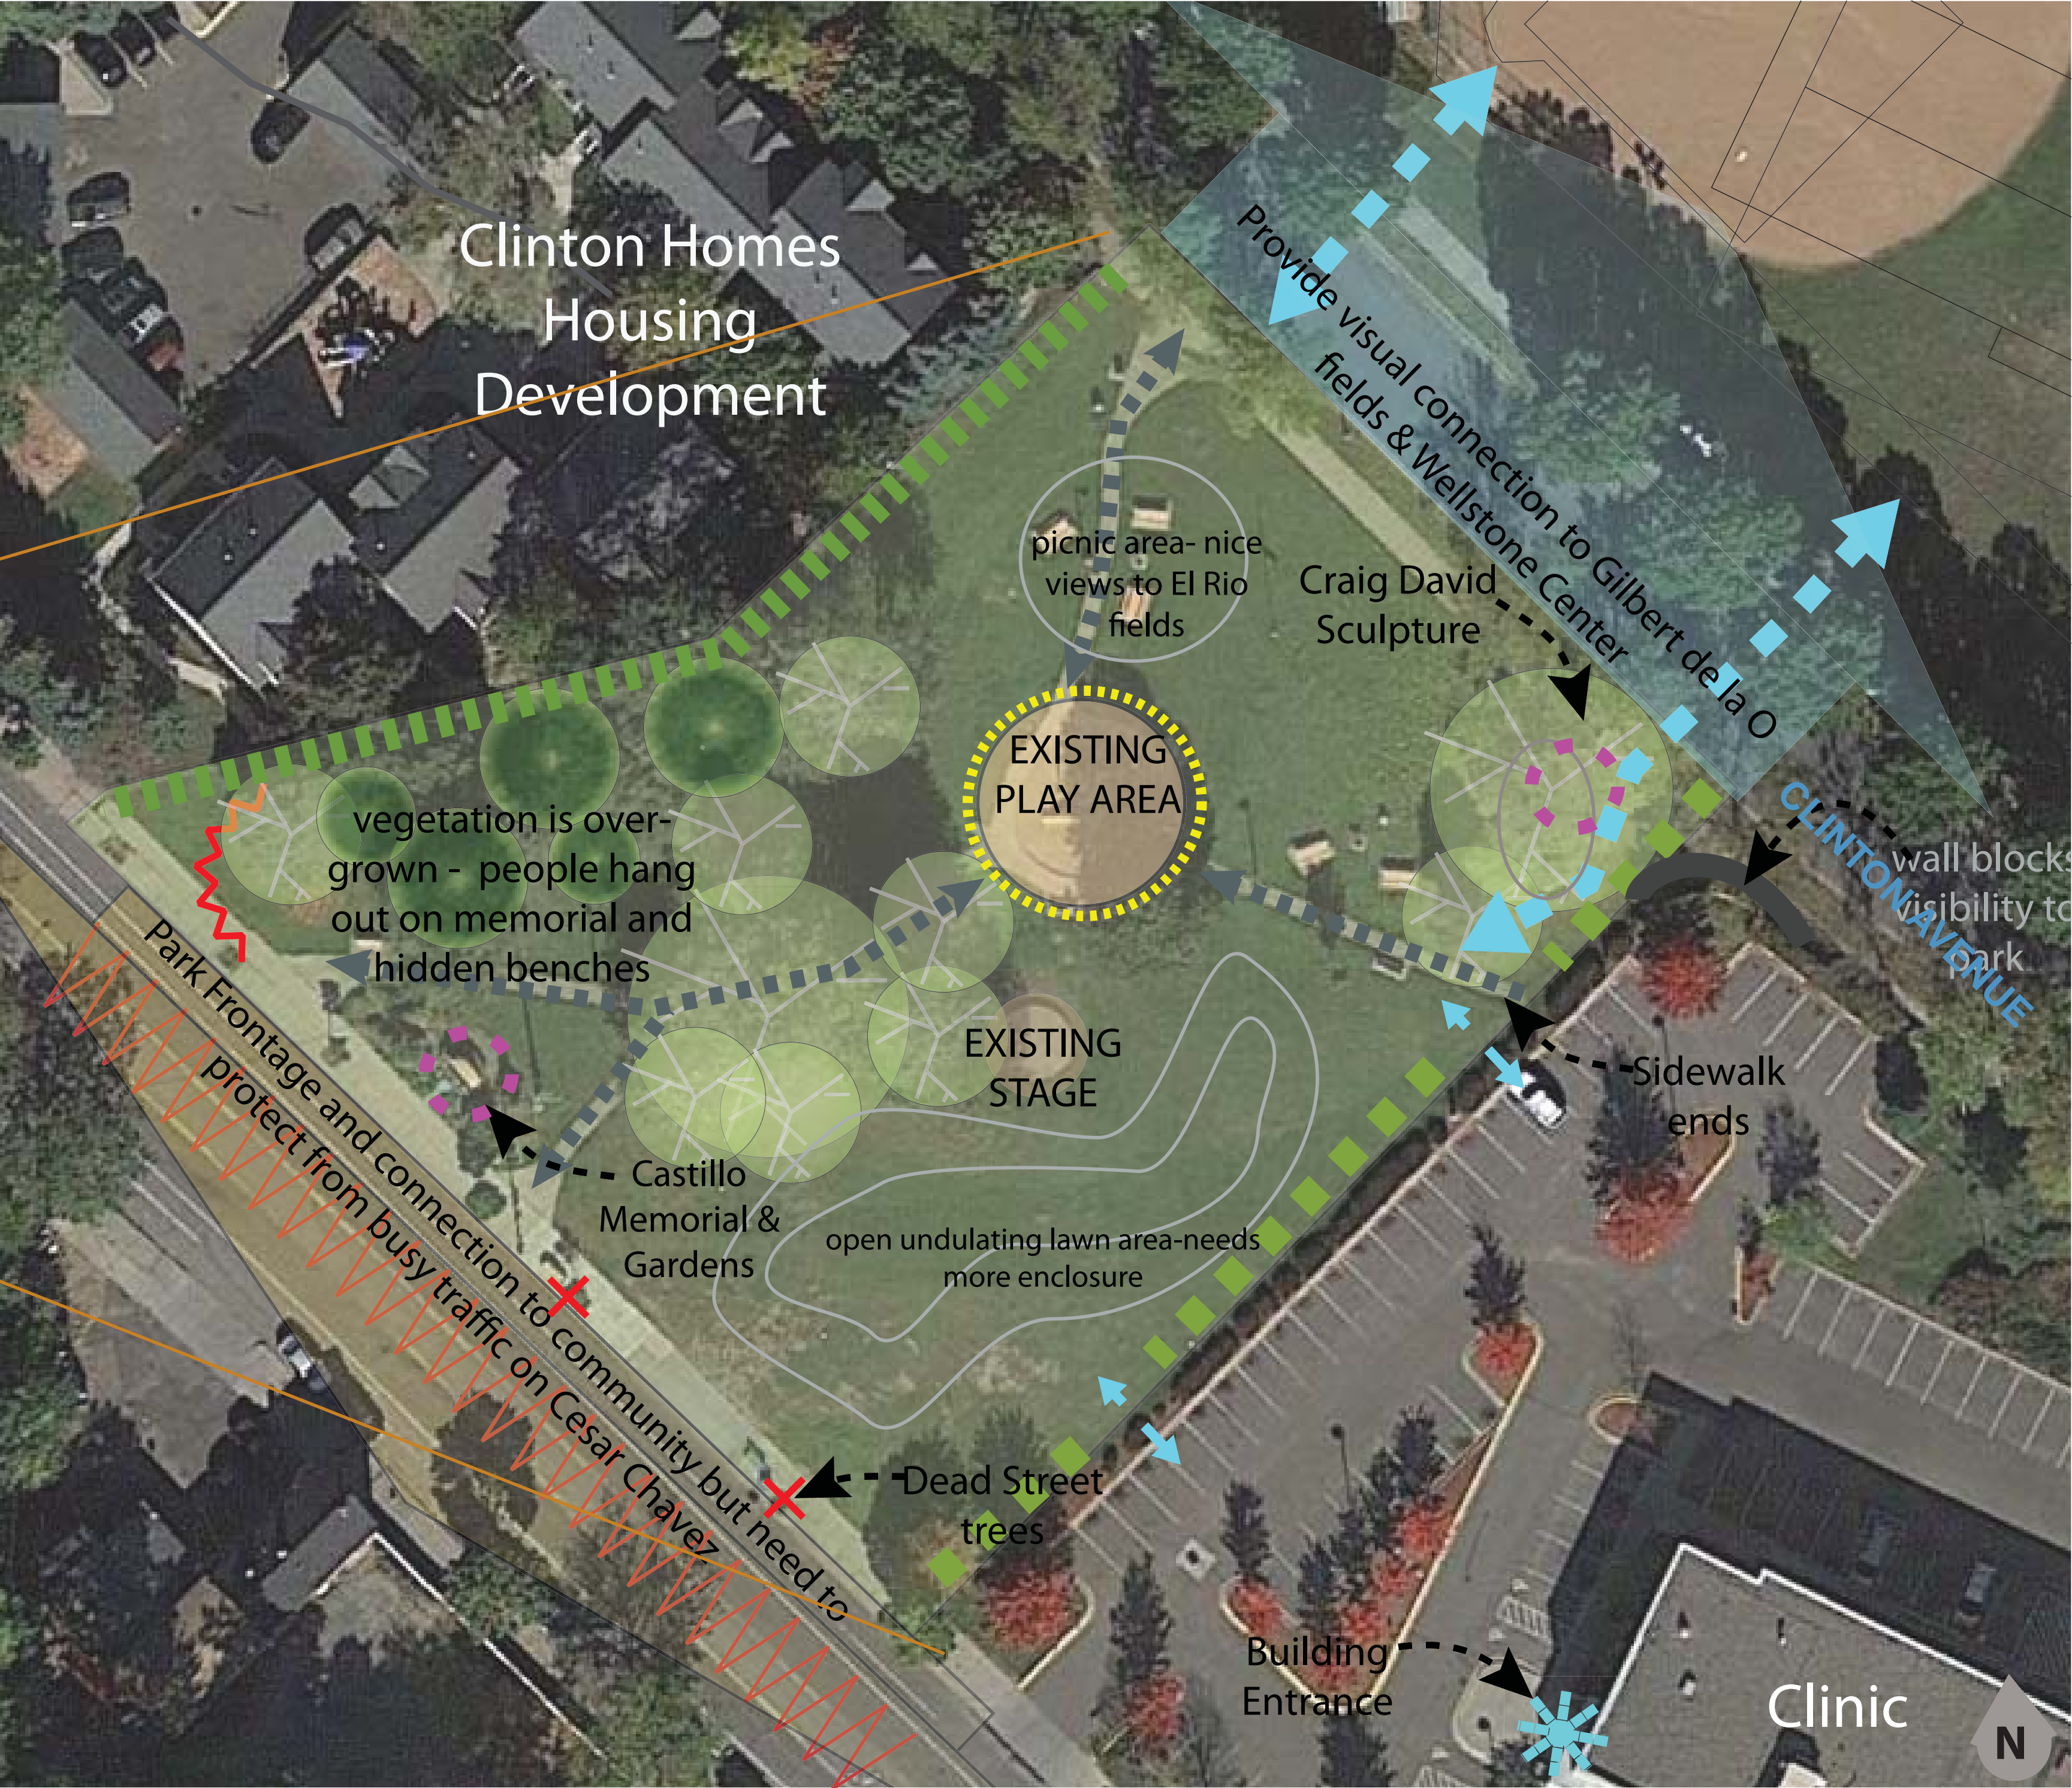 Clinton Homes
Housing
Development
Provide visual connection to Gilbert de la O
fields & Wellstone Center
picnic area- nice
views to El Rio
fields
Craig David
Sculpture
EXISTING
PLAY AREA
CLINTON AVENUE
wall blocks
visibility to
park
vegetation is over-
grown - people hang
out on memorial and
hidden benches
Park Frontage and connection to community but need to
protect from busy traffic on Cesar Chavez
EXISTING
STAGE
Sidewalk
ends
Castillo
Memorial &
Gardens
open undulating lawn area-needs
more enclosure
Dead Street
trees
Building
Entrance
Clinic
N